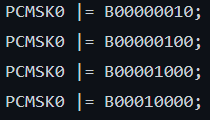 PCMSK0 |= B00000010;
PCMSK0 |= B00000100;
PCMSK0 |= B00001000;
PCMSK0 |= B00010000;